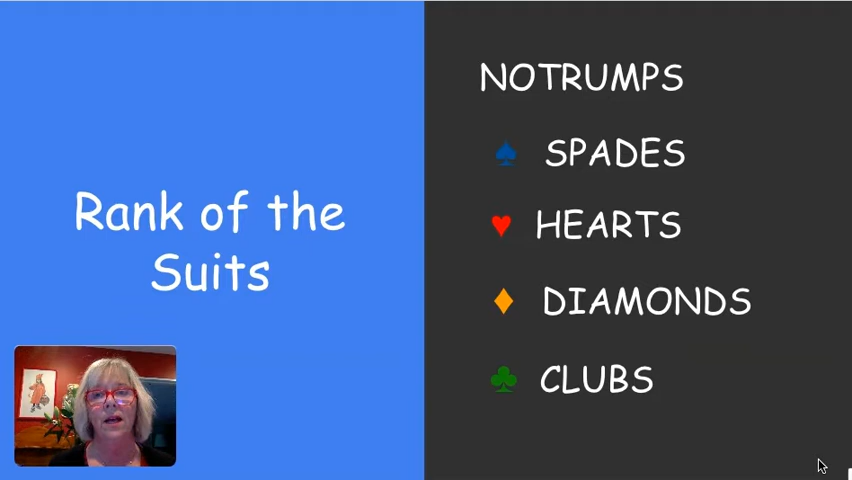 Rank of the
Suits
NOTRUMPS
♠ SPADES
♥ HEARTS
♦ DIAMONDS
♣ CLUBS